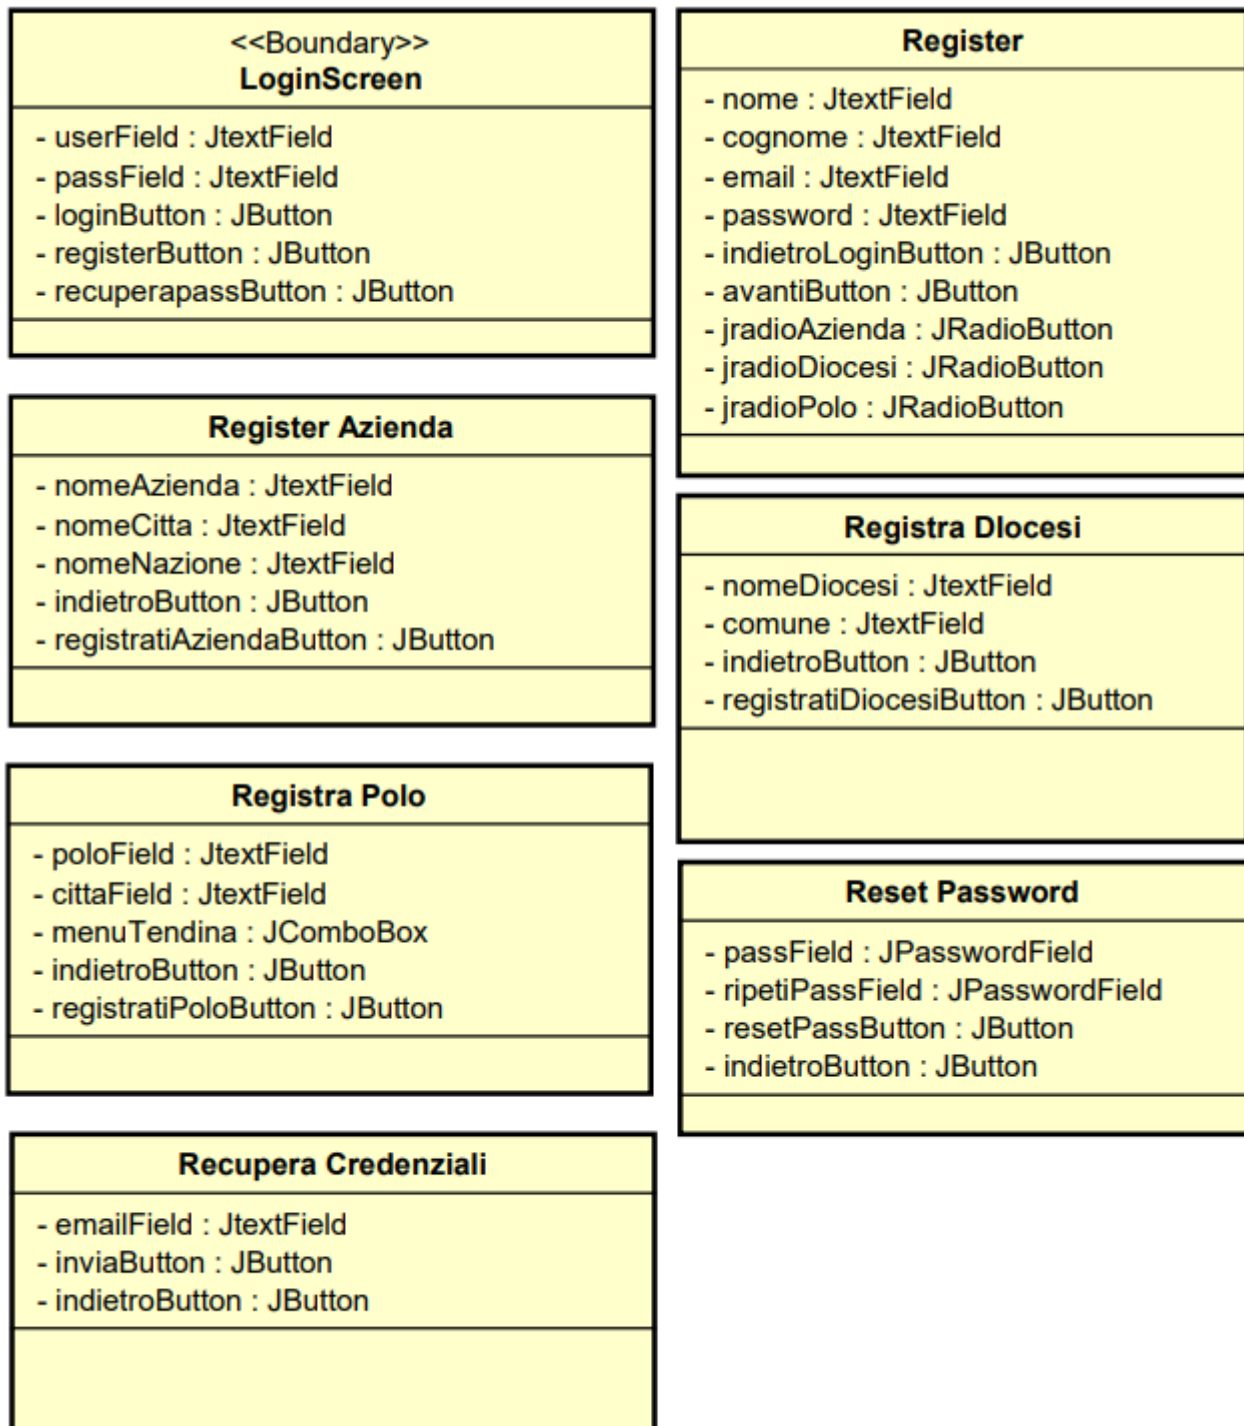 <<Boundary>>
LoginScreen
- userField : JtextField
- passField : JtextField
- loginButton : JButton
- registerButton : JButton
- recuperapassButton : JButton
Register Azienda
- nomeAzienda : JtextField
- nomeCitta : JtextField
- nomeNazione : JtextField
- indietroButton : JButton
- registratiAziendaButton : JButton
Registra Polo
- poloField : JtextField
- cittaField : JtextField
- menuTendina : JComboBox
- indietroButton : JButton
- registratiPoloButton : JButton
Recupera Credenziali
- emailField : JtextField
- inviaButton : JButton
- indietroButton : JButton
Register
- nome : JtextField
- cognome : JtextField
- email : JtextField
- password : JtextField
- indietroLoginButton : JButton
- avantiButton : JButton
- jradioAzienda : JRadioButton
- jradioDiocesi : JRadioButton
- jradioPolo : JRadioButton
Registra DIocesi
- nomeDiocesi : JtextField
- comune : JtextField
- indietroButton : JButton
- registratiDiocesiButton : JButton
Reset Password
- passField : JPasswordField
- ripetiPassField : JPasswordField
- resetPassButton : JButton
- indietroButton : JButton